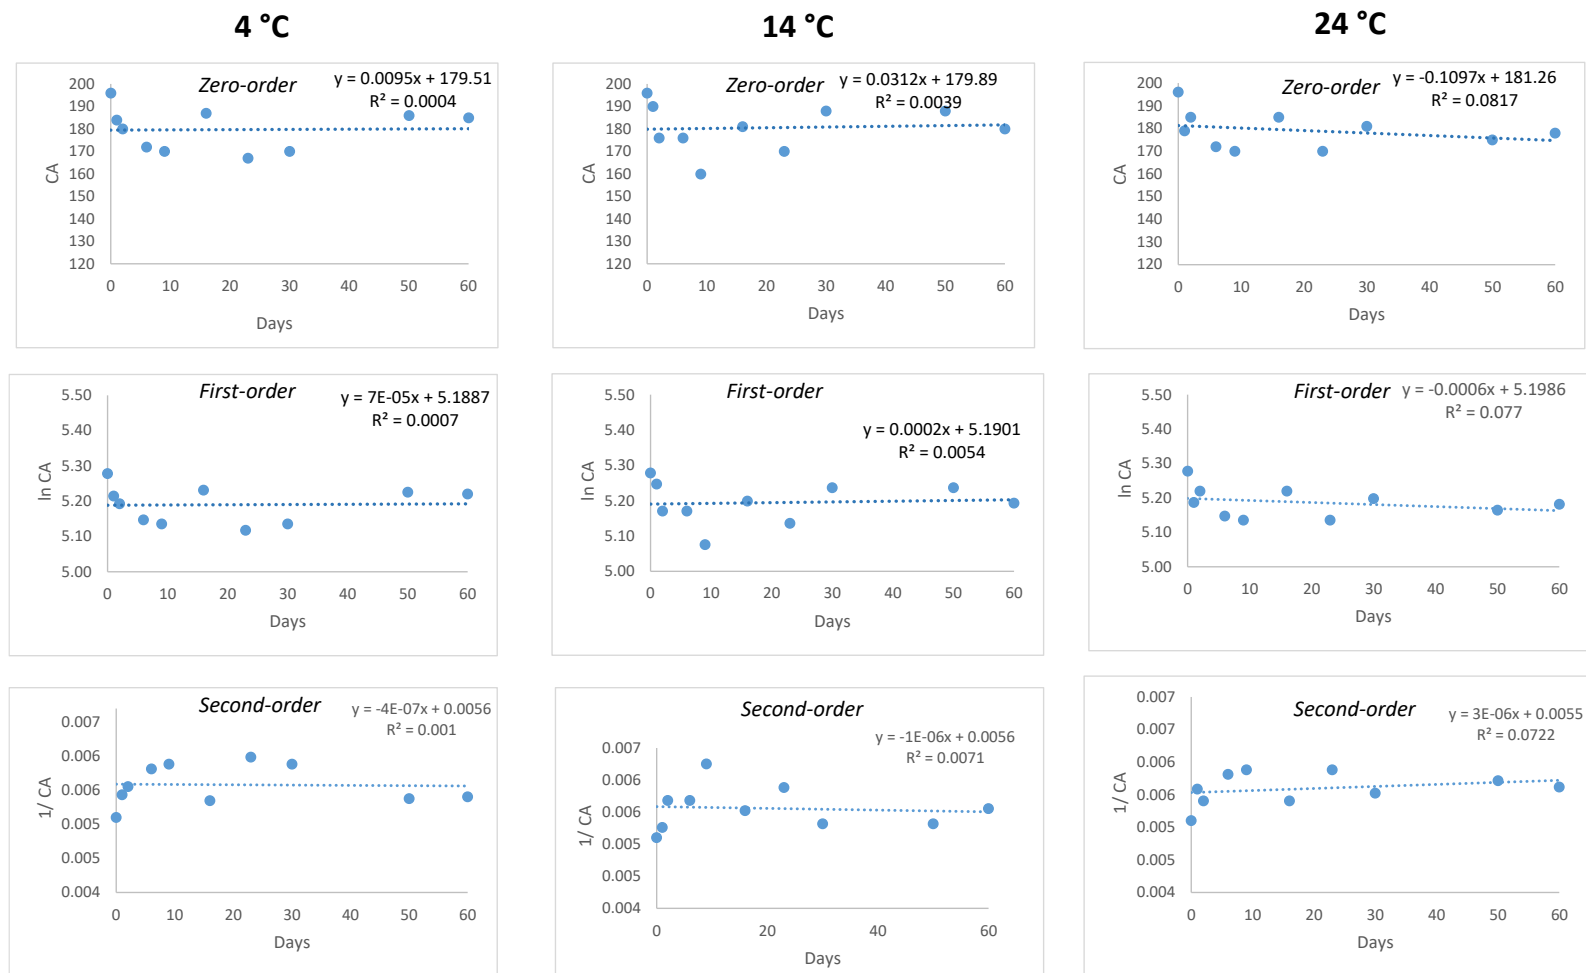 4 °C
14 °C
24 °C
Zero-order
y = 0.0095x + 179.51
R² = 0.0004
200
190
180
170
160
150
140
130
120
CA
0 10 20 30 40 50 60
Days
Zero-order
y = 0.0312x + 179.89
R² = 0.0039
200
190
180
170
160
150
140
130
120
CA
0 10 20 30 40 50 60
Days
Zero-order
y = -0.1097x + 181.26
R² = 0.0817
200
190
180
170
160
150
140
130
120
CA
0 10 20 30 40 50 60
Days
First-order
y = 7E-05x + 5.1887
R² = 0.0007
5.50
5.40
5.30
5.20
5.10
5.00
ln CA
0 10 20 30 40 50 60
Days
First-order
y = 0.0002x + 5.1901
R² = 0.0054
5.50
5.40
5.30
5.20
5.10
5.00
ln CA
0 10 20 30 40 50 60
Days
First-order
y = -0.0006x + 5.1986
R² = 0.077
5.50
5.40
5.30
5.20
5.10
5.00
ln CA
0 10 20 30 40 50 60
Days
Second-order
y = -4E-07x + 0.0056
R² = 0.001
0.007
0.006
0.006
0.005
0.005
0.004
1/ CA
0 10 20 30 40 50 60
Days
Second-order
y = -1E-06x + 0.0056
R² = 0.0071
0.007
0.006
0.006
0.005
0.005
0.004
1/ CA
0 20 40 60
Days
Second-order
y = 3E-06x + 0.0055
R² = 0.0722
0.007
0.007
0.006
0.006
0.005
0.005
0.004
1/ CA
0 10 20 30 40 50 60
Days